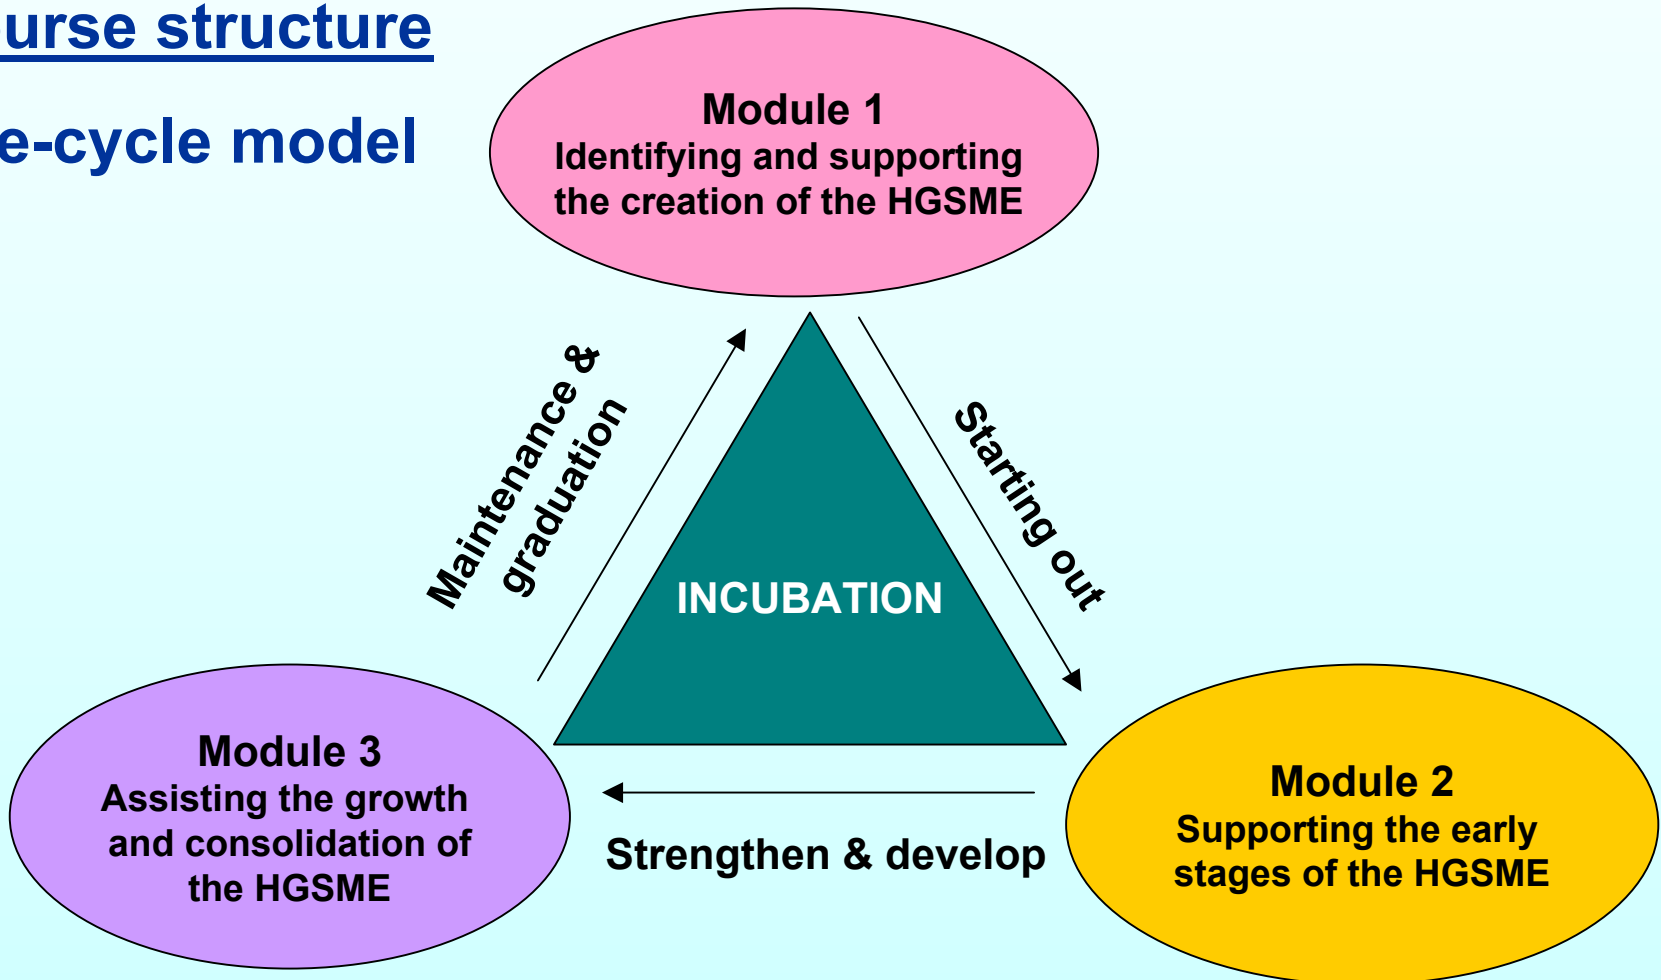 urse structure
e-cycle model
Module 1
Identifying and supporting
the creation of the HGSME
Maintenance &
graduation
Starting out
INCUBATION
Module 3
Assisting the growth
and consolidation of
the HGSME
Strengthen & develop
Module 2
Supporting the early
stages of the HGSME